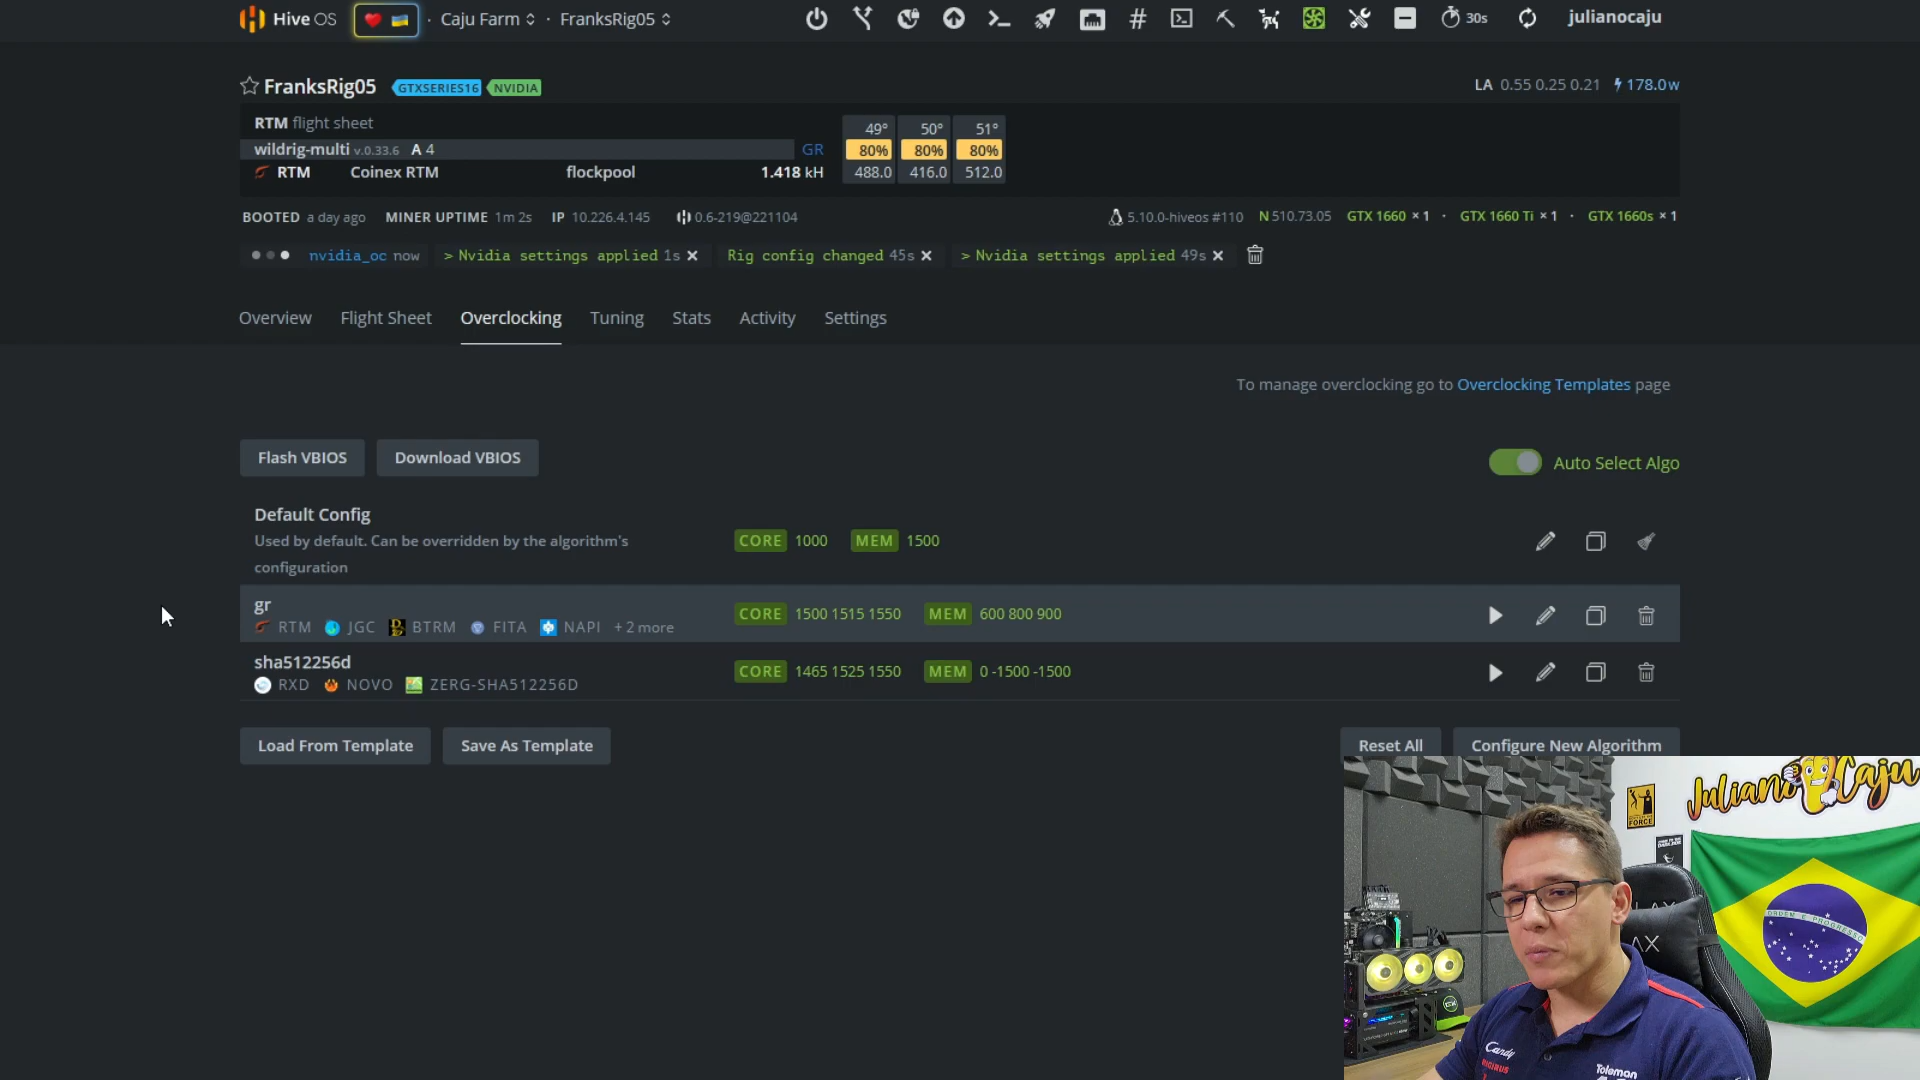 Hive OS · Caju Farm · FranksRig05 30s julianocaju
FranksRig05 GTXSERIES16 NVIDIA LA 0.55 0.25 0.21 178.0w
RTM flight sheet 49° 50° 51°
wildrig-multi v.0.33.6 A 4 GR 80% 80% 80%
RTM Coinex RTM flockpool 1.418 kH 488.0 416.0 512.0
BOOTED a day ago MINER UPTIME 1m 2s IP 10.226.4.145 0.6-219@221104 5.10.0-hiveos #110 N 510.73.05 GTX 1660 ×1 · GTX 1660 Ti ×1 · GTX 1660s ×1
nvidia_oc now > Nvidia settings applied 1s × Rig config changed 45s × > Nvidia settings applied 49s ×
Overview Flight Sheet Overclocking Tuning Stats Activity Settings
To manage overclocking go to Overclocking Templates page
Flash VBIOS Download VBIOS Auto Select Algo
Default Config
Used by default. Can be overridden by the algorithm's
configuration
CORE 1000 MEM 1500
gr
RTM JGC BTRM FITA NAPI + 2 more
CORE 1500 1515 1550 MEM 600 800 900
sha512256d
RXD NOVO ZERG-SHA512256D
CORE 1465 1525 1550 MEM 0 -1500 -1500
Load From Template Save As Template Reset All Configure New Algorithm
Juliano Caju
FORCE
ORDEM E PROGRESSO
Candy
Toleman